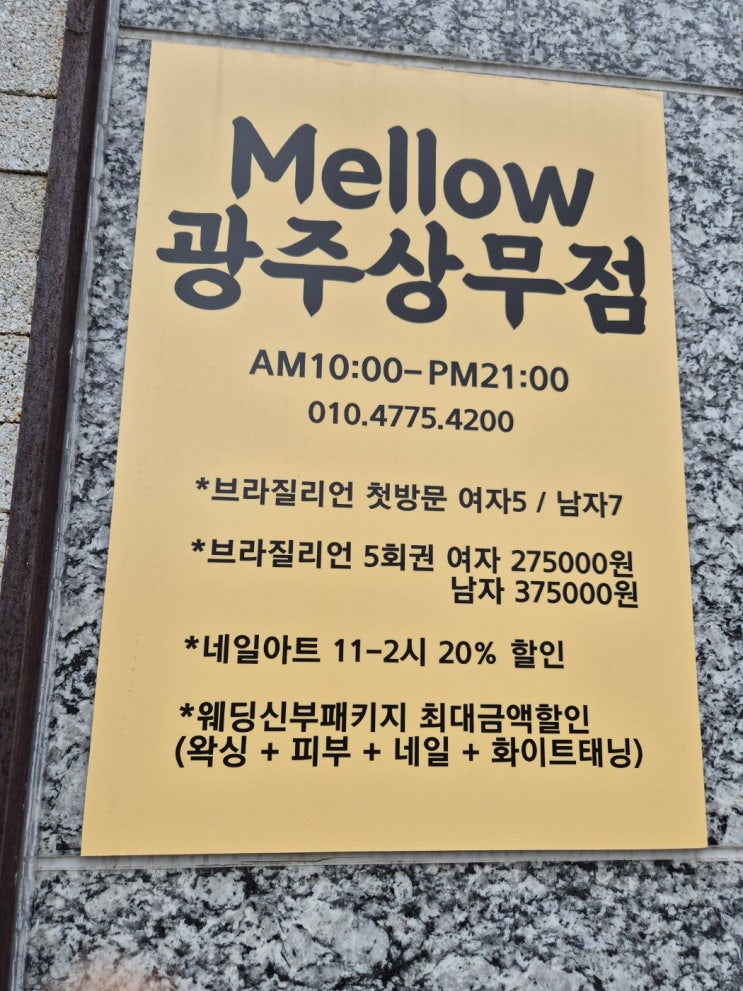 Mellow
광주상무점
AM10:00-PM21:00
010.4775.4200
*브라질리언 첫방문 여자5 / 남자7
*브라질리언 5회권 여자 275000원
남자 375000원
*네일아트 11-2시 20% 할인
*웨딩신부패키지 최대금액할인
(왁싱 + 피부 + 네일 + 화이트태닝)